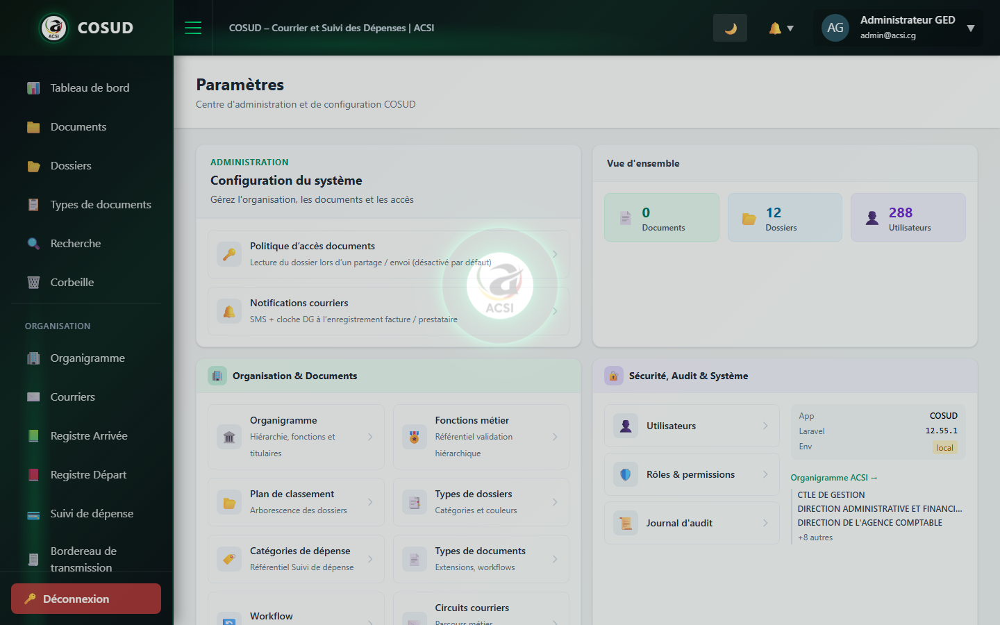 ACSI
COSUD
COSUD – Courrier et Suivi des Dépenses | ACSI
AG
Administrateur GED
admin@acsi.cg
Tableau de bord
Documents
Dossiers
Types de documents
Recherche
Corbeille
ORGANISATION
Organigramme
Courriers
Registre Arrivée
Registre Départ
Suivi de dépense
Bordereau de
transmission
Déconnexion
Paramètres
Centre d'administration et de configuration COSUD
ADMINISTRATION
Configuration du système
Gérez l'organisation, les documents et les accès
Politique d’accès documents
Lecture du dossier lors d’un partage / envoi (désactivé par défaut)
Notifications courriers
SMS + cloche DG à l’enregistrement facture / prestataire
ACSI
Vue d'ensemble
0
Documents
12
Dossiers
288
Utilisateurs
Organisation & Documents
Organigramme
Hiérarchie, fonctions et
titulaires
Fonctions métier
Référentiel validation
hiérarchique
Plan de classement
Arborescence des dossiers
Types de dossiers
Catégories et couleurs
Catégories de dépense
Référentiel Suivi de dépense
Types de documents
Extensions, workflows
Workflow
Circuits courriers
Parcours métier
Sécurité, Audit & Système
Utilisateurs
Rôles & permissions
Journal d'audit
App COSUD
Laravel 12.55.1
Env local
Organigramme ACSI →
CTLE DE GESTION
DIRECTION ADMINISTRATIVE ET FINANCI...
DIRECTION DE L'AGENCE COMPTABLE
+8 autres